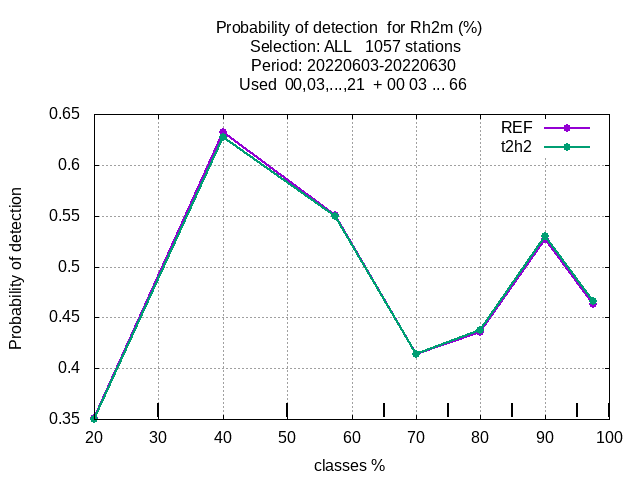 Probability of detection  for Rh2m (%)
Selection: ALL   1057 stations
Period: 20220603-20220630
Used  00,03,...,21  + 00 03 ... 66
REF
t2h2
Probability of detection
0.65
0.6
0.55
0.5
0.45
0.4
0.35
20 30 40 50 60 70 80 90 100
classes %